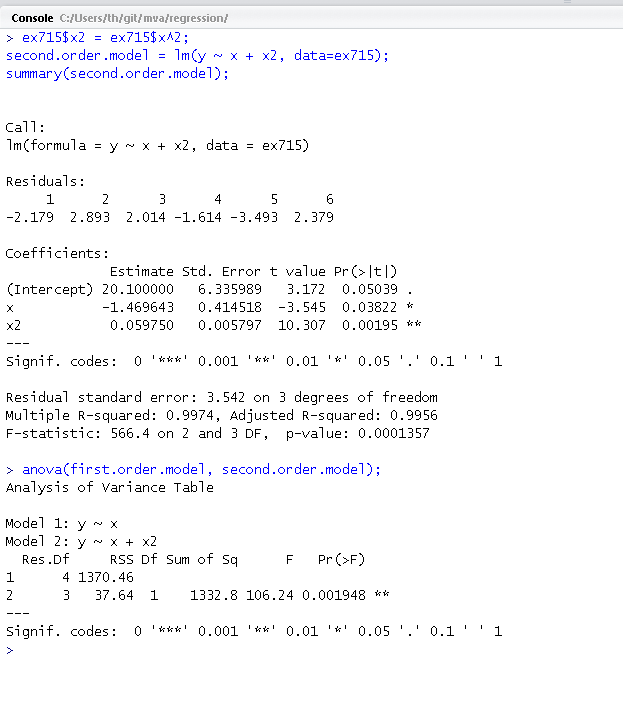 Console C:/Users/th/git/mva/regression/
> ex715$x2 = ex715$x^2;
second.order.model = lm(y ~ x + x2, data=ex715);
summary(second.order.model);
Call:
lm(formula = y ~ x + x2, data = ex715)
Residuals:
     1      2      3      4      5      6
-2.179  2.893  2.014 -1.614 -3.493  2.379
Coefficients:
             Estimate Std. Error t value Pr(>|t|)
(Intercept) 20.100000   6.335989   3.172  0.05039 .
x           -1.469643   0.414518  -3.545  0.03822 *
x2           0.059750   0.005797  10.307  0.00195 **
---
Signif. codes:  0 '***' 0.001 '**' 0.01 '*' 0.05 '.' 0.1 ' ' 1
Residual standard error: 3.542 on 3 degrees of freedom
Multiple R-squared: 0.9974, Adjusted R-squared: 0.9956
F-statistic: 566.4 on 2 and 3 DF,  p-value: 0.0001357
> anova(first.order.model, second.order.model);
Analysis of Variance Table
Model 1: y ~ x
Model 2: y ~ x + x2
  Res.Df     RSS Df Sum of Sq      F   Pr(>F)
1      4 1370.46
2      3   37.64  1    1332.8 106.24 0.001948 **
---
Signif. codes:  0 '***' 0.001 '**' 0.01 '*' 0.05 '.' 0.1 ' ' 1
>